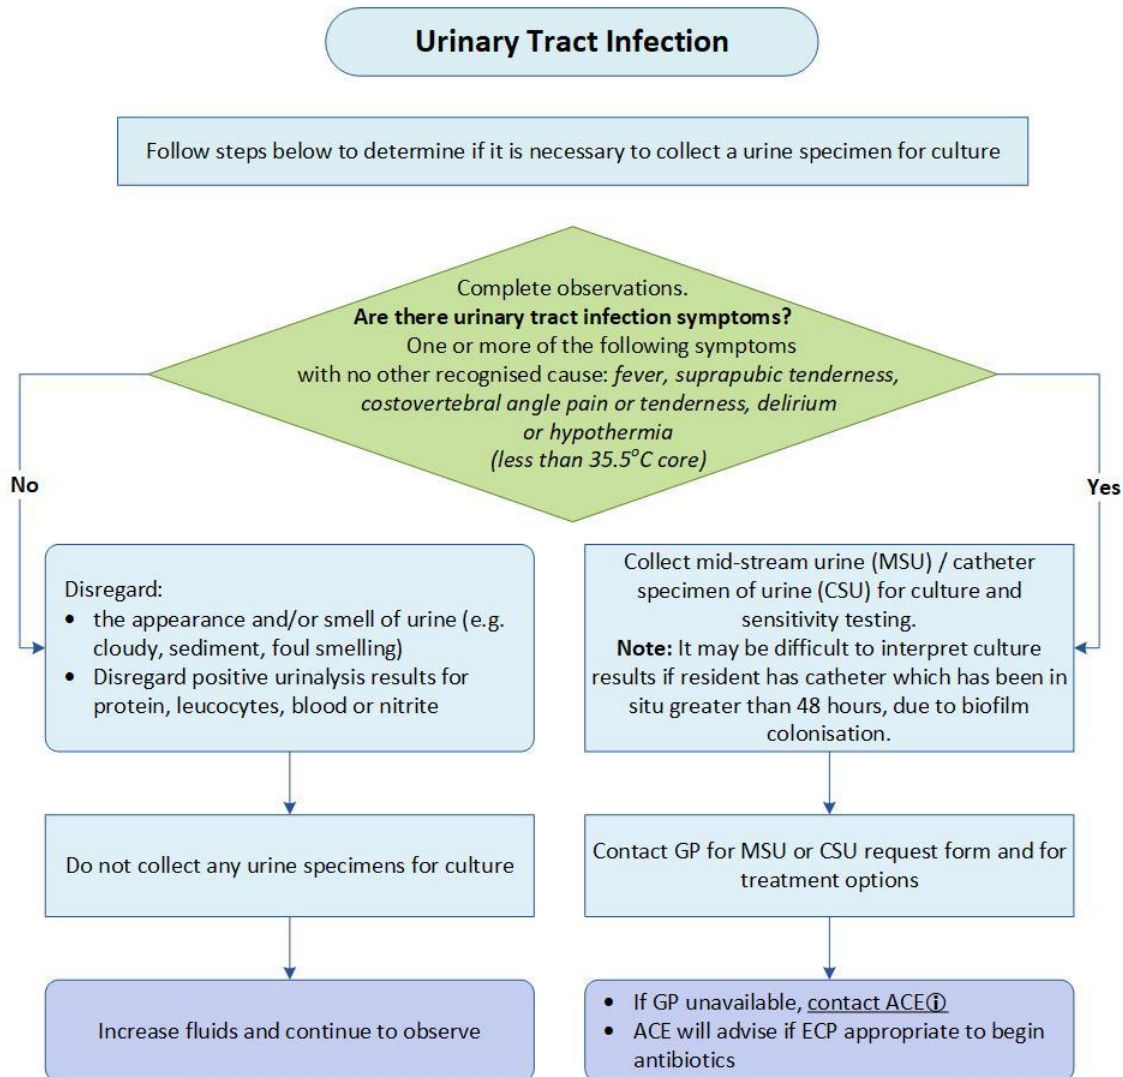 Urinary Tract Infection
Follow steps below to determine if it is necessary to collect a urine specimen for culture
Complete observations.
Are there urinary tract infection symptoms?
One or more of the following symptoms
with no other recognised cause: fever, suprapubic tenderness,
costovertebral angle pain or tenderness, delirium
or hypothermia
(less than 35.5°C core)
No
Yes
Disregard:
• the appearance and/or smell of urine (e.g.
cloudy, sediment, foul smelling)
• Disregard positive urinalysis results for
protein, leucocytes, blood or nitrite
Do not collect any urine specimens for culture
Increase fluids and continue to observe
Collect mid-stream urine (MSU) / catheter
specimen of urine (CSU) for culture and
sensitivity testing.
Note: It may be difficult to interpret culture
results if resident has catheter which has been in
situ greater than 48 hours, due to biofilm
colonisation.
Contact GP for MSU or CSU request form and for
treatment options
• If GP unavailable, contact ACEⓘ
• ACE will advise if ECP appropriate to begin
antibiotics